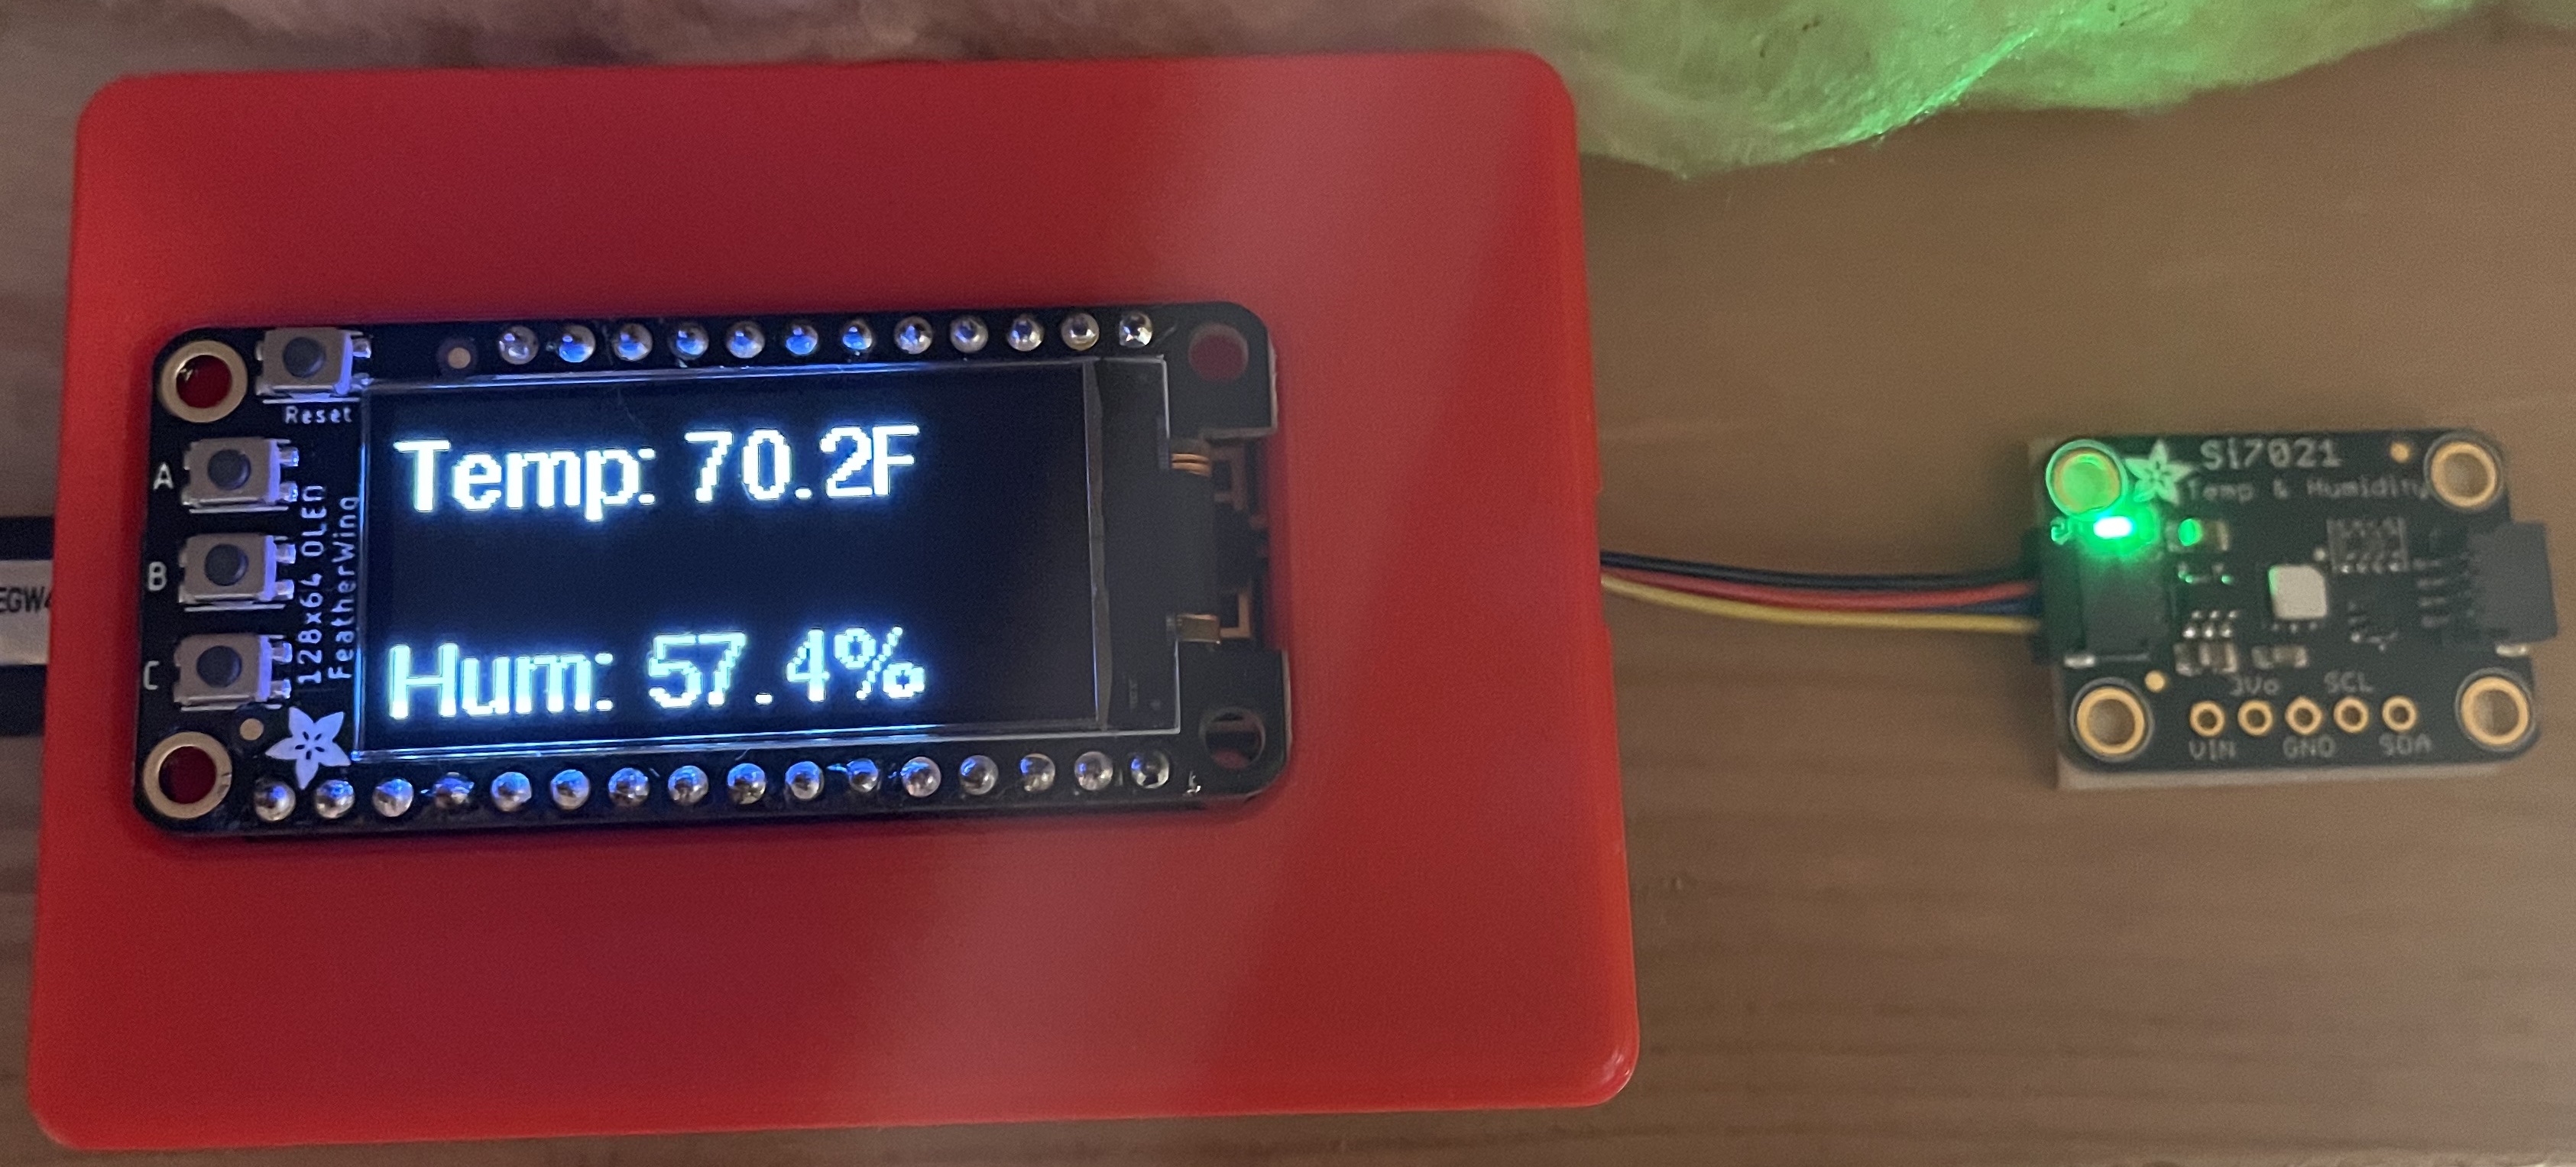 Reset
A
B
C
128x64 OLED
FeatherWing
Temp: 70.2F
Hum: 57.4%
Si7021
Temp & Humidity
3Vo SCL
VIN GND SDA